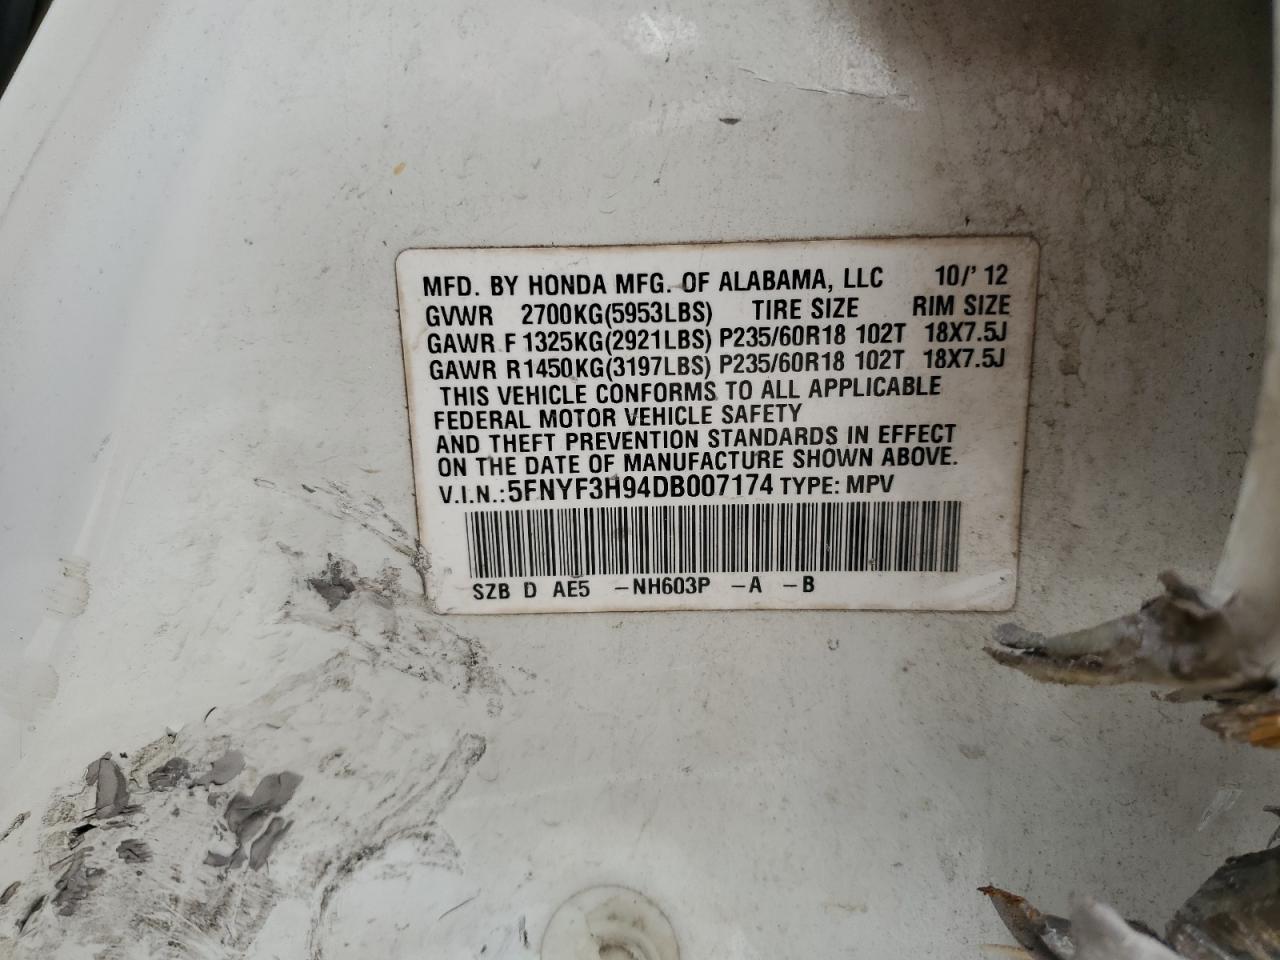 MFD. BY HONDA MFG. OF ALABAMA, LLC 10/' 12
GVWR 2700KG(5953LBS) TIRE SIZE RIM SIZE
GAWR F 1325KG(2921LBS) P235/60R18 102T 18X7.5J
GAWR R1450KG(3197LBS) P235/60R18 102T 18X7.5J
THIS VEHICLE CONFORMS TO ALL APPLICABLE
FEDERAL MOTOR VEHICLE SAFETY
AND THEFT PREVENTION STANDARDS IN EFFECT
ON THE DATE OF MANUFACTURE SHOWN ABOVE.
V.I.N.:5FNYF3H94DB007174 TYPE: MPV
SZB D AE5 -NH603P -A -B